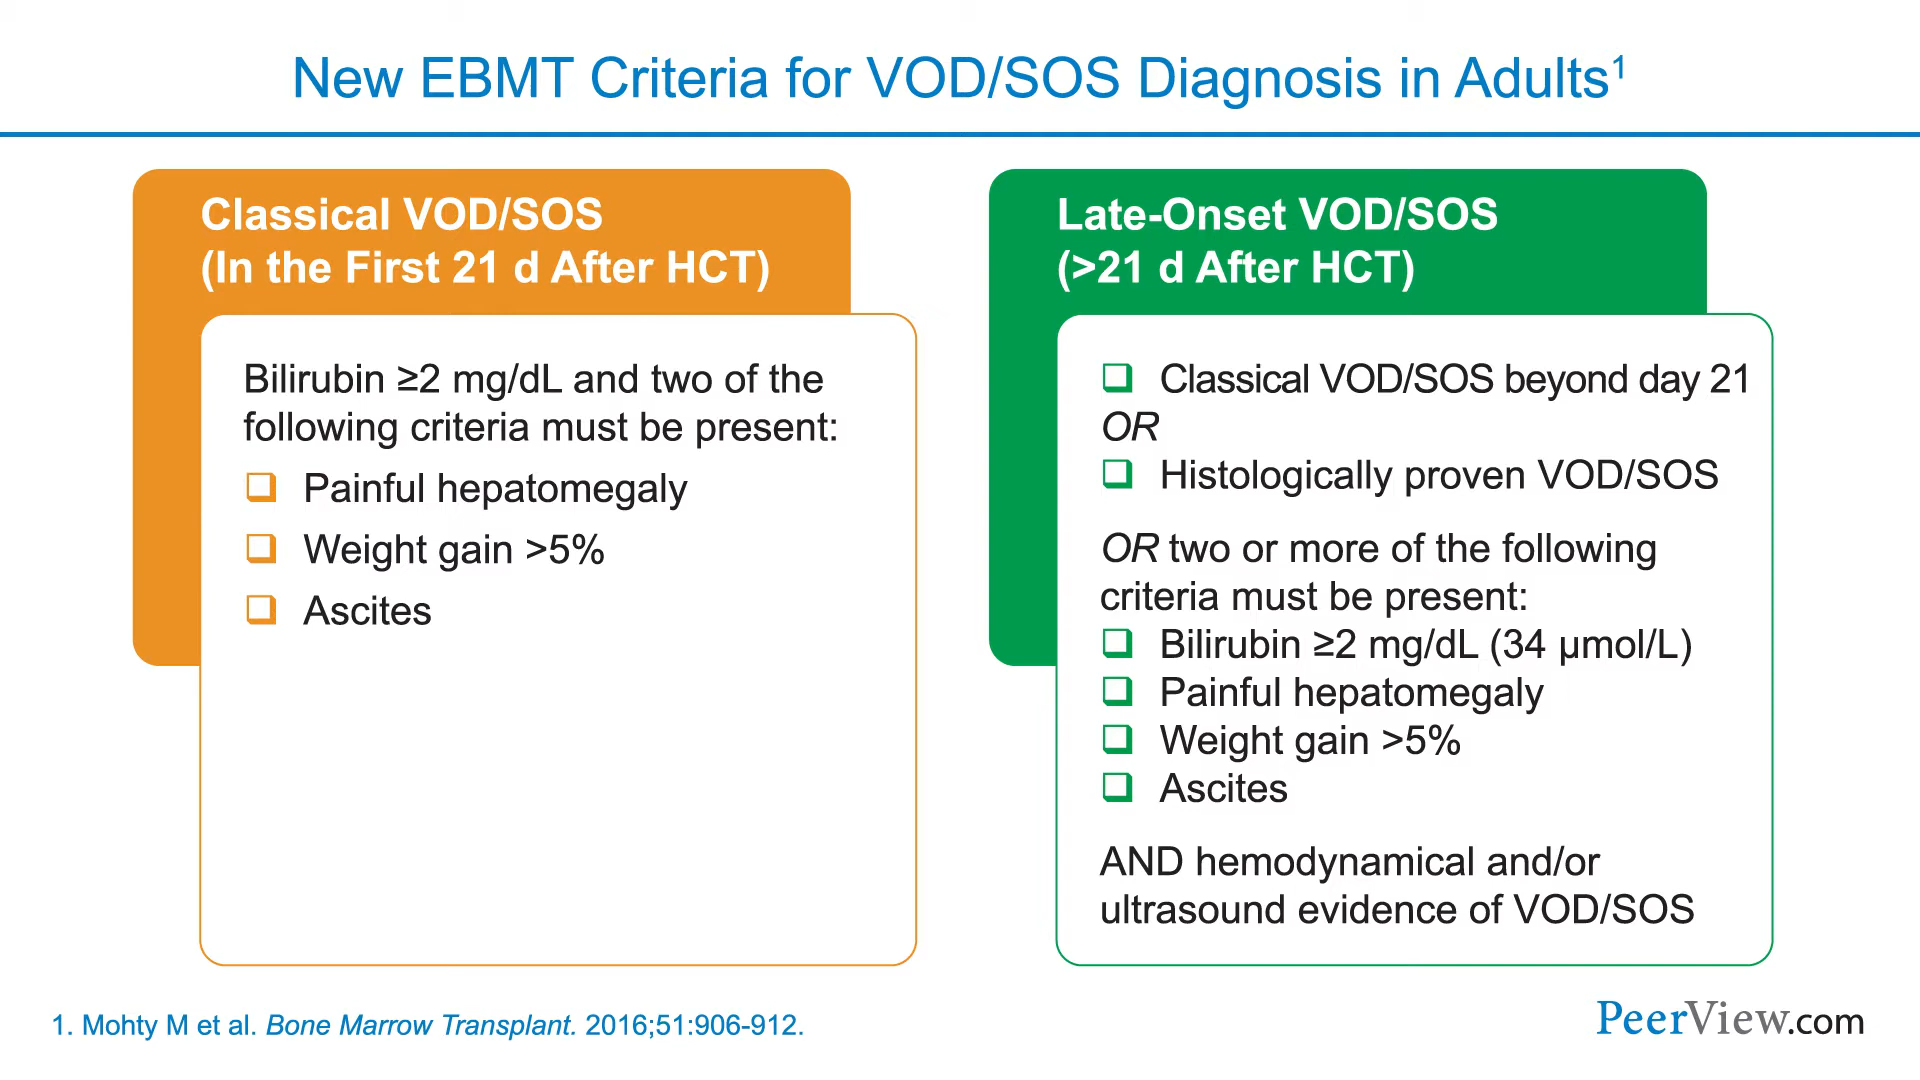 New EBMT Criteria for VOD/SOS Diagnosis in Adults¹
Classical VOD/SOS
(In the First 21 d After HCT)
Bilirubin ≥2 mg/dL and two of the
following criteria must be present:
❑ Painful hepatomegaly
❑ Weight gain >5%
❑ Ascites
Late-Onset VOD/SOS
(>21 d After HCT)
❑ Classical VOD/SOS beyond day 21
OR
❑ Histologically proven VOD/SOS
OR two or more of the following
criteria must be present:
❑ Bilirubin ≥2 mg/dL (34 μmol/L)
❑ Painful hepatomegaly
❑ Weight gain >5%
❑ Ascites
AND hemodynamical and/or
ultrasound evidence of VOD/SOS
1. Mohty M et al. Bone Marrow Transplant. 2016;51:906-912.
PeerView.com